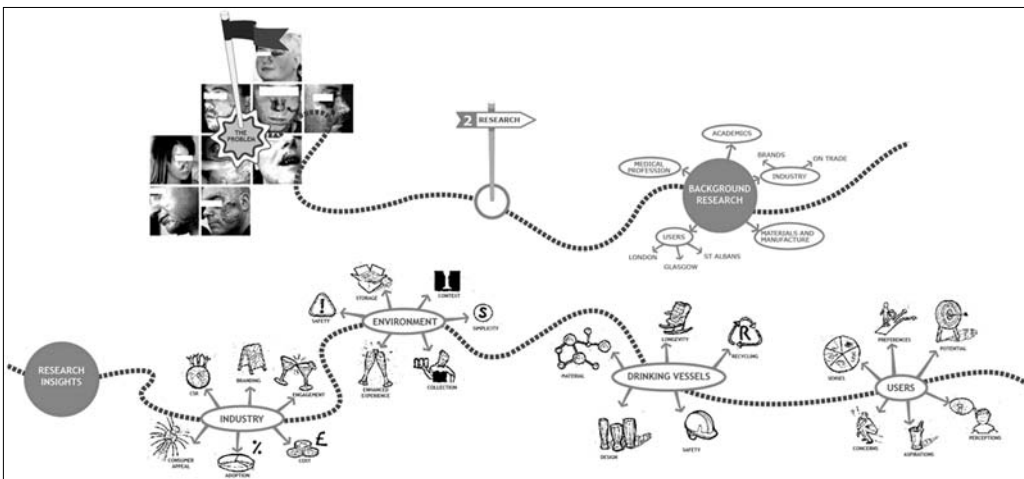 THE
PROBLEM
2 RESEARCH
ACADEMICS
MEDICAL
PROFESSION
BRANDS
ON TRADE
INDUSTRY
BACKGROUND
RESEARCH
USERS
MATERIALS AND
MANUFACTURE
LONDON
GLASGOW
ST ALBANS
RESEARCH
INSIGHTS
CSR
BRANDING
ENGAGEMENT
INDUSTRY
CONSUMER
APPEAL
ADOPTION
%
COST
£
STORAGE
CONTEXT
SAFETY
!
ENVIRONMENT
S
SIMPLICITY
ENHANCED
EXPERIENCE
COLLECTION
LONGEVITY
R
RECYCLING
MATERIAL
DRINKING VESSELS
DESIGN
SAFETY
PREFERENCES
POTENTIAL
SENSES
USERS
CONCERNS
ASPIRATIONS
PERCEPTIONS